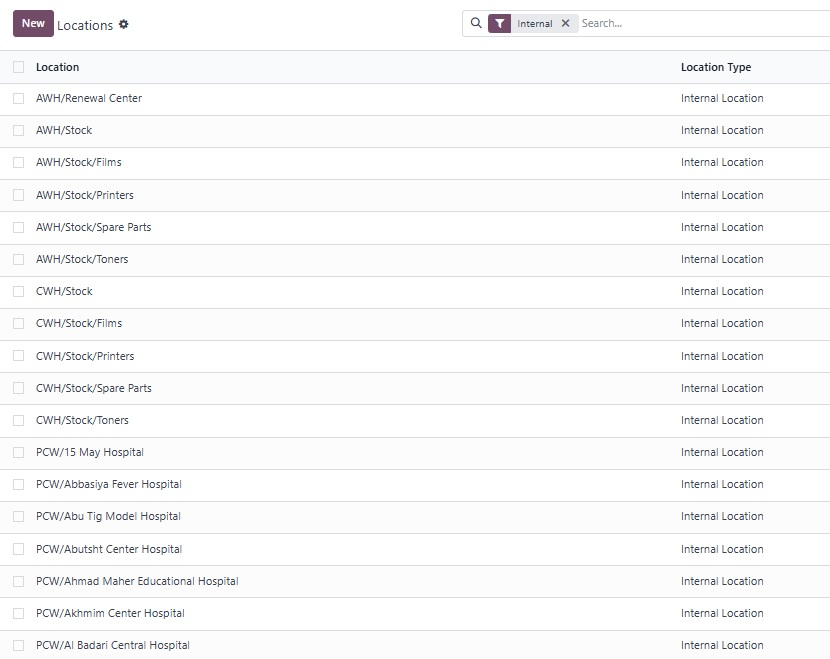 New Locations Internal Search...
Location Location Type
AWH/Renewal Center Internal Location
AWH/Stock Internal Location
AWH/Stock/Films Internal Location
AWH/Stock/Printers Internal Location
AWH/Stock/Spare Parts Internal Location
AWH/Stock/Toners Internal Location
CWH/Stock Internal Location
CWH/Stock/Films Internal Location
CWH/Stock/Printers Internal Location
CWH/Stock/Spare Parts Internal Location
CWH/Stock/Toners Internal Location
PCW/15 May Hospital Internal Location
PCW/Abbasiya Fever Hospital Internal Location
PCW/Abu Tig Model Hospital Internal Location
PCW/Abutsht Center Hospital Internal Location
PCW/Ahmad Maher Educational Hospital Internal Location
PCW/Akhmim Center Hospital Internal Location
PCW/Al Badari Central Hospital Internal Location